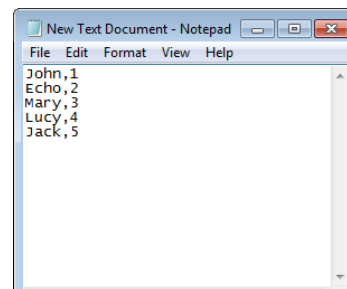 New Text Document - Notepad
File Edit Format View Help
John,1
Echo,2
Mary,3
Lucy,4
Jack,5